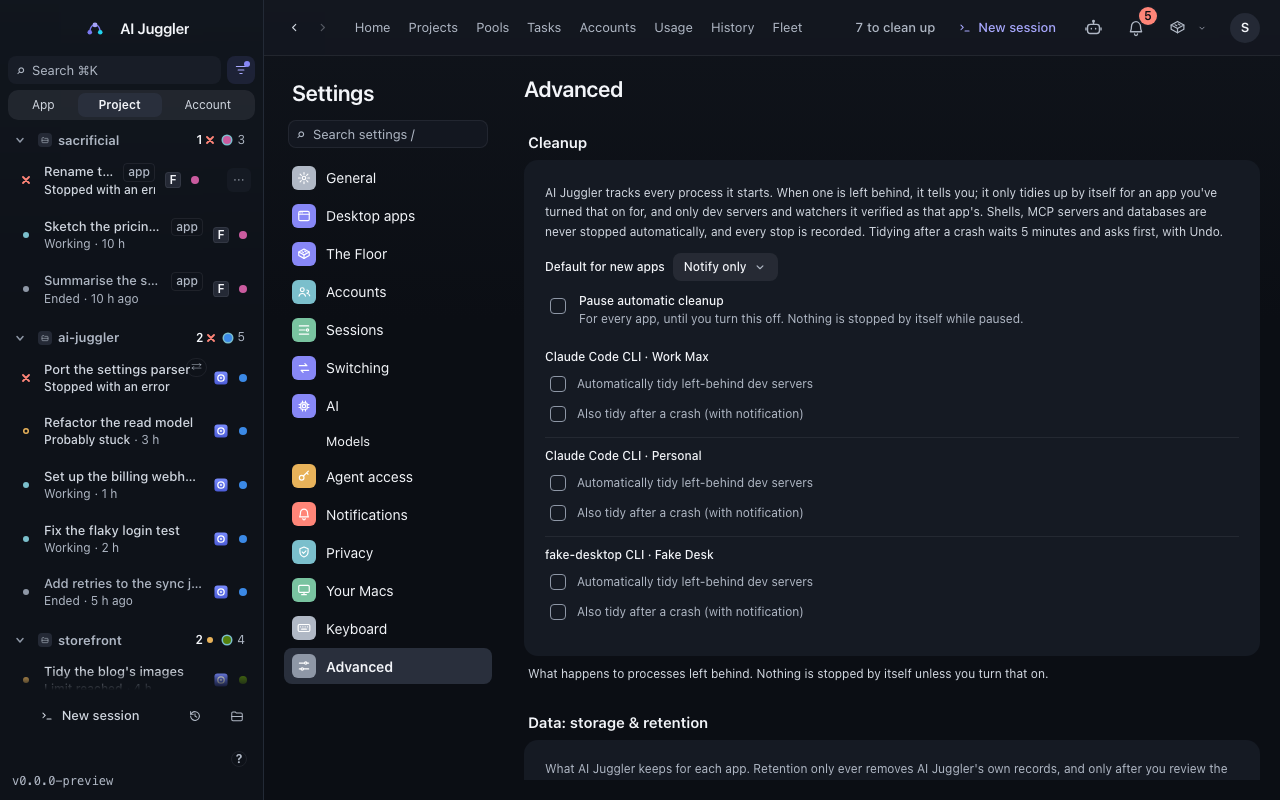 AI Juggler
Search ⌘K
App Project Account
sacrificial 1 3
Rename t... app F
Stopped with an err
Sketch the pricin... app F
Working · 10 h
Summarise the s... app F
Ended · 10 h ago
ai-juggler 2 5
Port the settings parser
Stopped with an error
Refactor the read model
Probably stuck · 3 h
Set up the billing webh...
Working · 1 h
Fix the flaky login test
Working · 2 h
Add retries to the sync j...
Ended · 5 h ago
storefront 2 4
Tidy the blog's images
Limit reached · 4 h
New session
?
v0.0.0-preview
Home Projects Pools Tasks Accounts Usage History Fleet 7 to clean up New session 5 S
Settings
Search settings /
General
Desktop apps
The Floor
Accounts
Sessions
Switching
AI
Models
Agent access
Notifications
Privacy
Your Macs
Keyboard
Advanced
Advanced
Cleanup
AI Juggler tracks every process it starts. When one is left behind, it tells you; it only tidies up by itself for an app you've
turned that on for, and only dev servers and watchers it verified as that app's. Shells, MCP servers and databases are
never stopped automatically, and every stop is recorded. Tidying after a crash waits 5 minutes and asks first, with Undo.
Default for new apps Notify only
Pause automatic cleanup
For every app, until you turn this off. Nothing is stopped by itself while paused.
Claude Code CLI · Work Max
Automatically tidy left-behind dev servers
Also tidy after a crash (with notification)
Claude Code CLI · Personal
Automatically tidy left-behind dev servers
Also tidy after a crash (with notification)
fake-desktop CLI · Fake Desk
Automatically tidy left-behind dev servers
Also tidy after a crash (with notification)
What happens to processes left behind. Nothing is stopped by itself unless you turn that on.
Data: storage & retention
What AI Juggler keeps for each app. Retention only ever removes AI Juggler's own records, and only after you review the